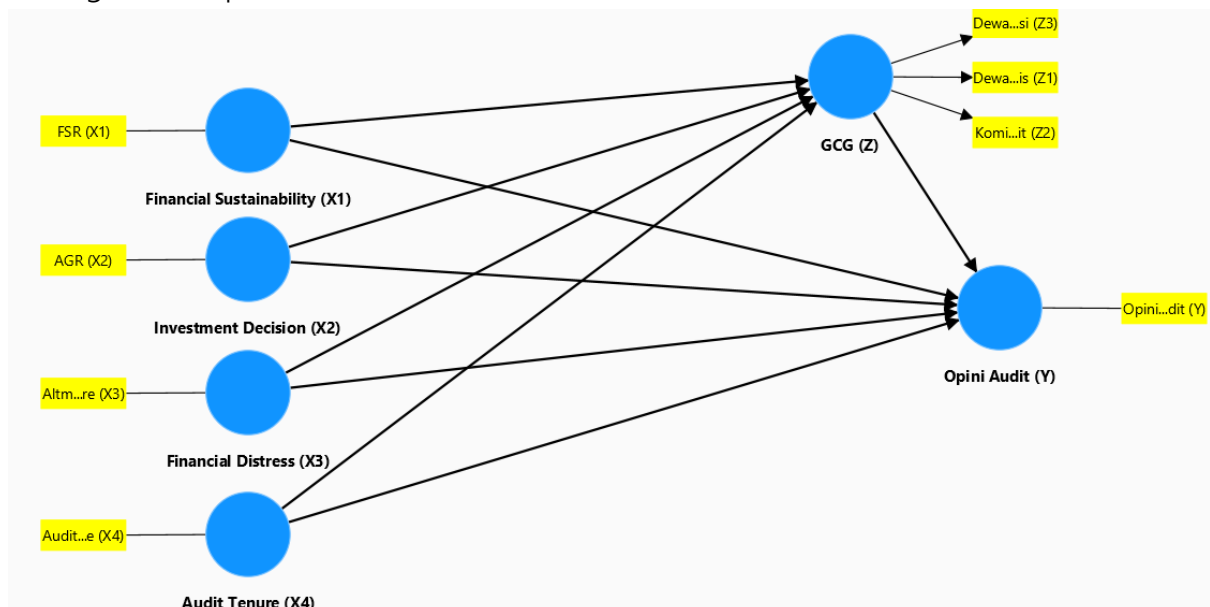 Dewa...si (Z3)
Dewa...is (Z1)
Komi...it (Z2)
GCG (Z)
FSR (X1)
Financial Sustainability (X1)
AGR (X2)
Investment Decision (X2)
Opini...dit (Y)
Opini Audit (Y)
Altm...re (X3)
Financial Distress (X3)
Audit...e (X4)
Audit Tenure (X4)